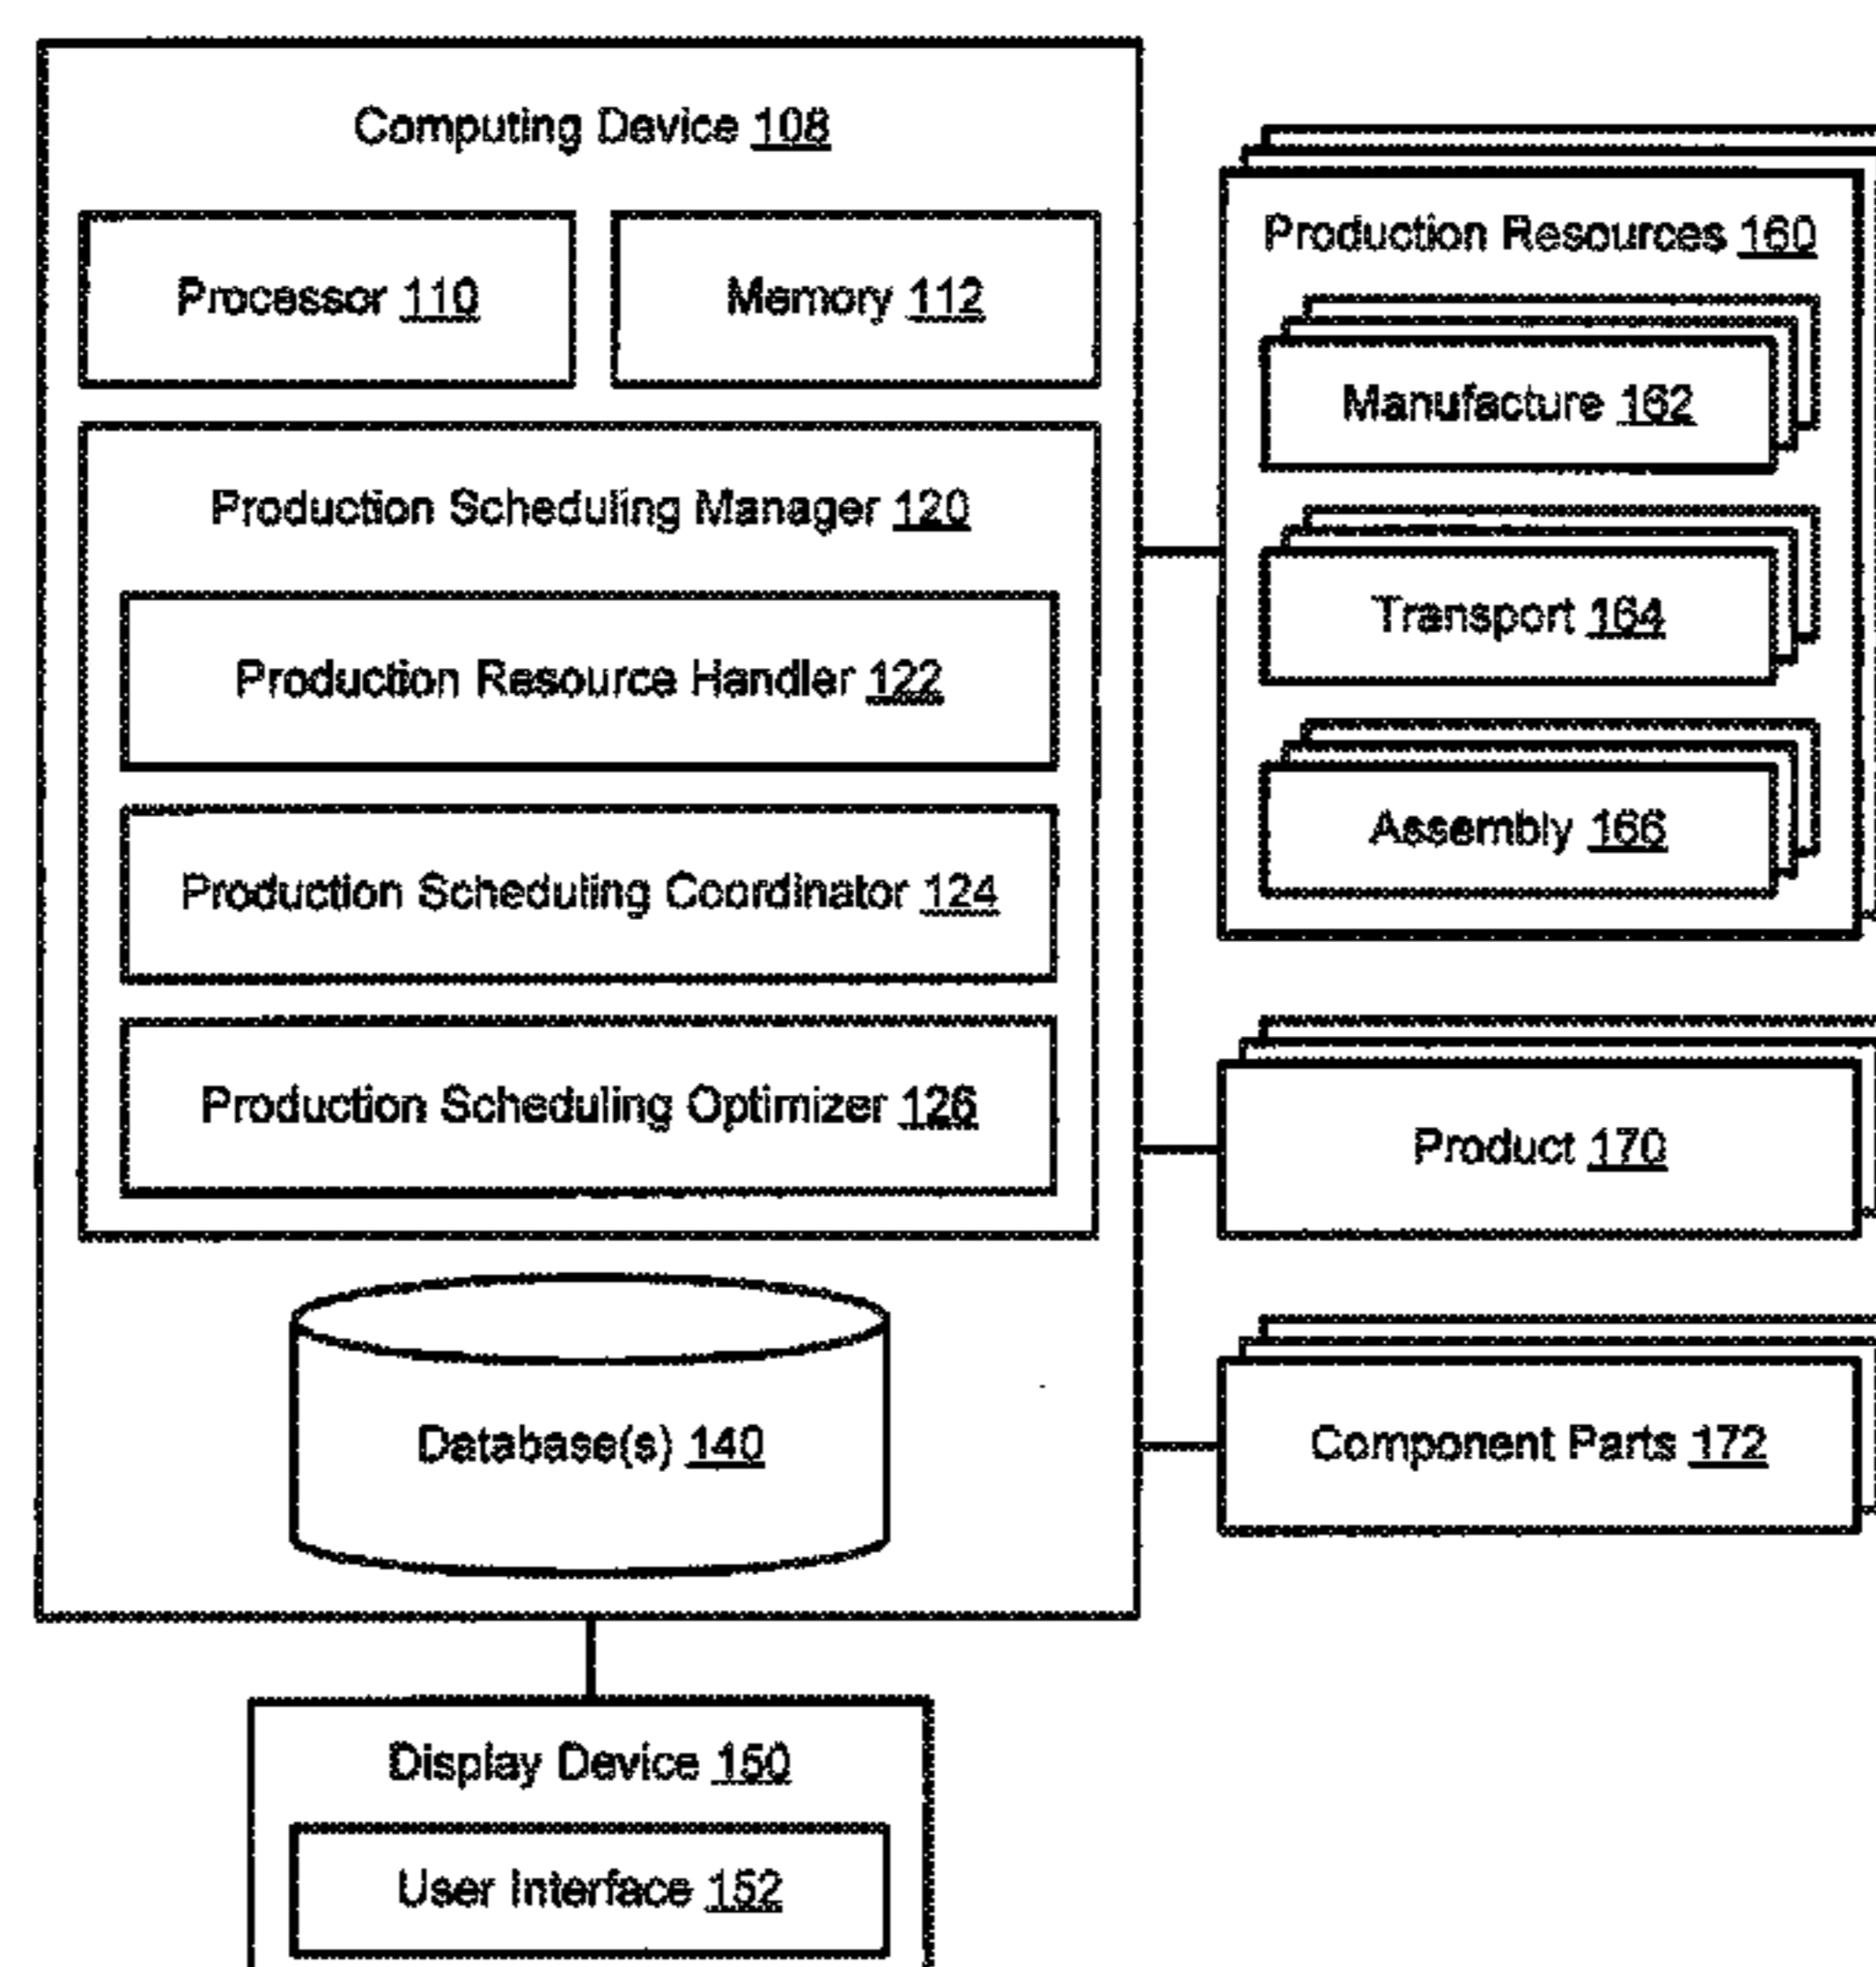 Computing Device 108
Processor 110
Memory 112
Production Scheduling Manager 120
Production Resource Handler 122
Production Scheduling Coordinator 124
Production Scheduling Optimizer 126
Database(s) 140
Display Device 150
User Interface 152
Production Resources 160
Manufacture 162
Transport 164
Assembly 166
Product 170
Component Parts 172